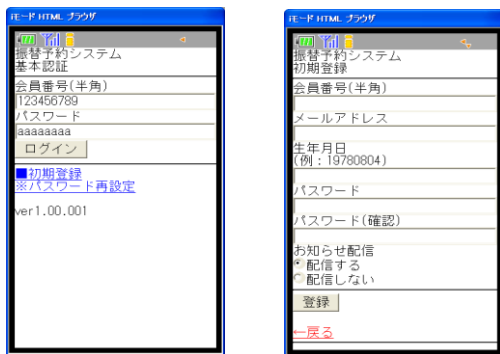 iモード HTML ブラウザ
振替予約システム
基本認証
会員番号(半角)
123456789
パスワード
aaaaaaaa
ログイン
■初期登録
※パスワード再設定
ver1.00.001
iモード HTML ブラウザ
振替予約システム
初期登録
会員番号(半角)
メールアドレス
生年月日
(例：19780804)
パスワード
パスワード(確認)
お知らせ配信
配信する
配信しない
登録
←戻る